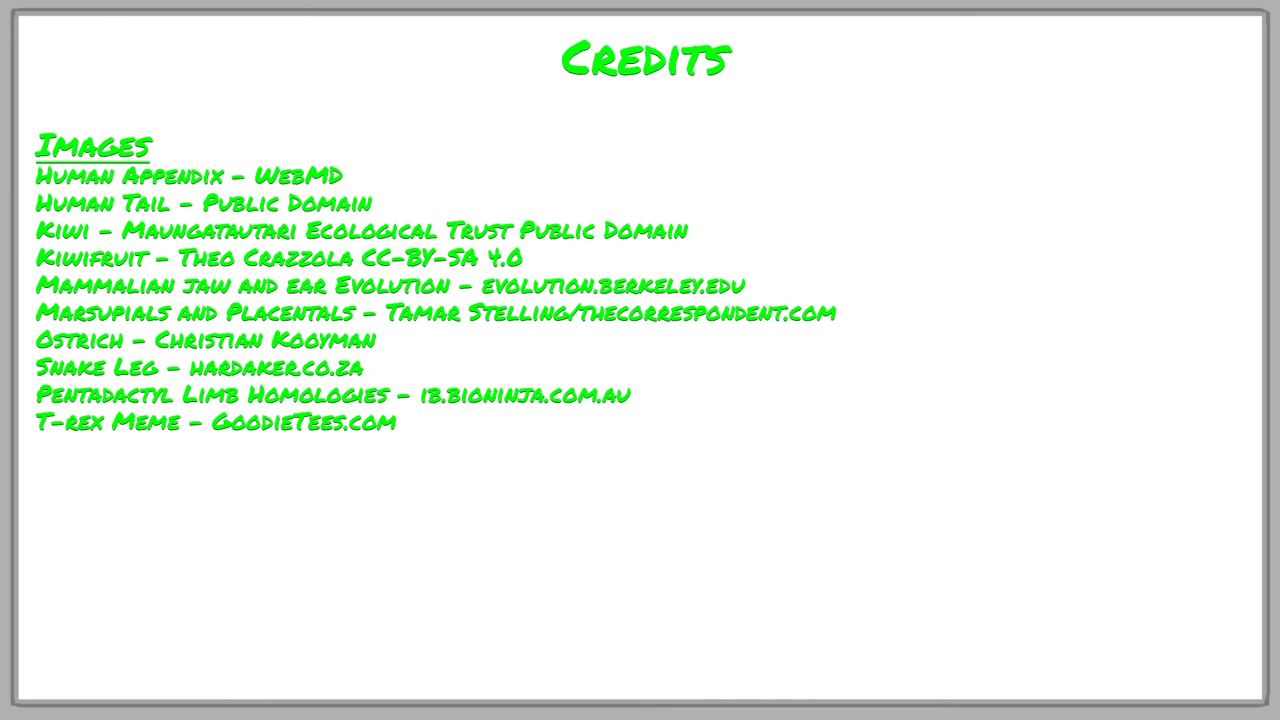 Credits
Images
Human Appendix - WebMD
Human Tail - Public Domain
Kiwi - Maungatautari Ecological Trust Public Domain
Kiwifruit - Theo Crazzola CC-BY-SA 4.0
Mammalian jaw and ear Evolution - evolution.berkeley.edu
Marsupials and Placentals - Tamar Stelling/thecorrespondent.com
Ostrich - Christian Kooyman
Snake Leg - hardaker.co.za
Pentadactyl Limb Homologies - ib.bioninja.com.au
T-rex Meme - GoodieTees.com